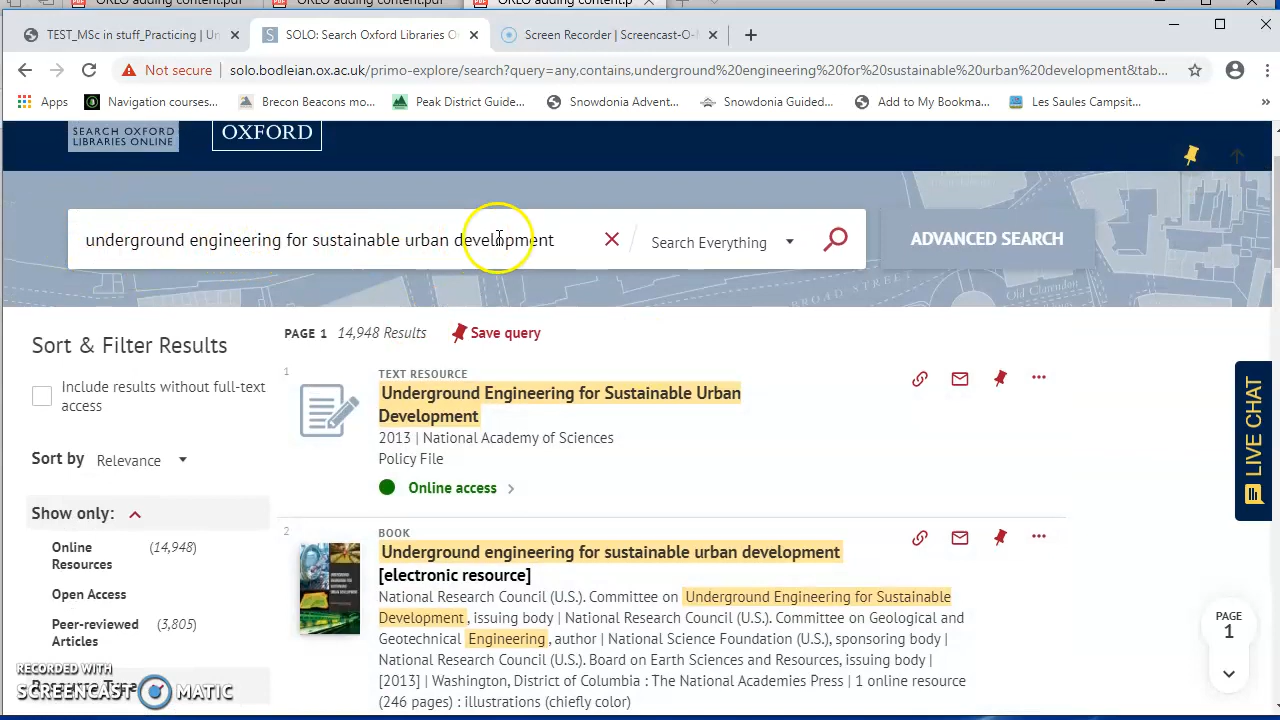 ORLO adding content.pdf ORLO adding content.pdf ORLO adding content.p
TEST_MSc in stuff_Practicing | Un SOLO: Search Oxford Libraries O Screen Recorder | Screencast-O-
Not secure solo.bodleian.ox.ac.uk/primo-explore/search?query=any,contains,underground%20engineering%20for%20sustainable%20urban%20development&tab...
Apps Navigation courses... Brecon Beacons mo... Peak District Guide... Snowdonia Advent... Snowdonia Guided... Add to My Bookma... Les Saules Campsit... »
SEARCH OXFORD
LIBRARIES ONLINE
OXFORD
underground engineering for sustainable urban development Search Everything ADVANCED SEARCH
Sort & Filter Results
Include results without full-text
access
Sort by Relevance
Show only:
Online
Resources (14,948)
Open Access
Peer-reviewed
Articles (3,805)
PAGE 1 14,948 Results Save query
1 TEXT RESOURCE
Underground Engineering for Sustainable Urban
Development
2013 | National Academy of Sciences
Policy File
Online access
2 BOOK
Underground engineering for sustainable urban development
[electronic resource]
National Research Council (U.S.). Committee on Underground Engineering for Sustainable
Development, issuing body | National Research Council (U.S.). Committee on Geological and
Geotechnical Engineering, author | National Science Foundation (U.S.), sponsoring body |
National Research Council (U.S.). Board on Earth Sciences and Resources, issuing body |
[2013] | Washington, District of Columbia : The National Academies Press | 1 online resource
(246 pages) : illustrations (chiefly color)
LIVE CHAT
PAGE
1
RECORDED WITH
SCREENCAST MATIC